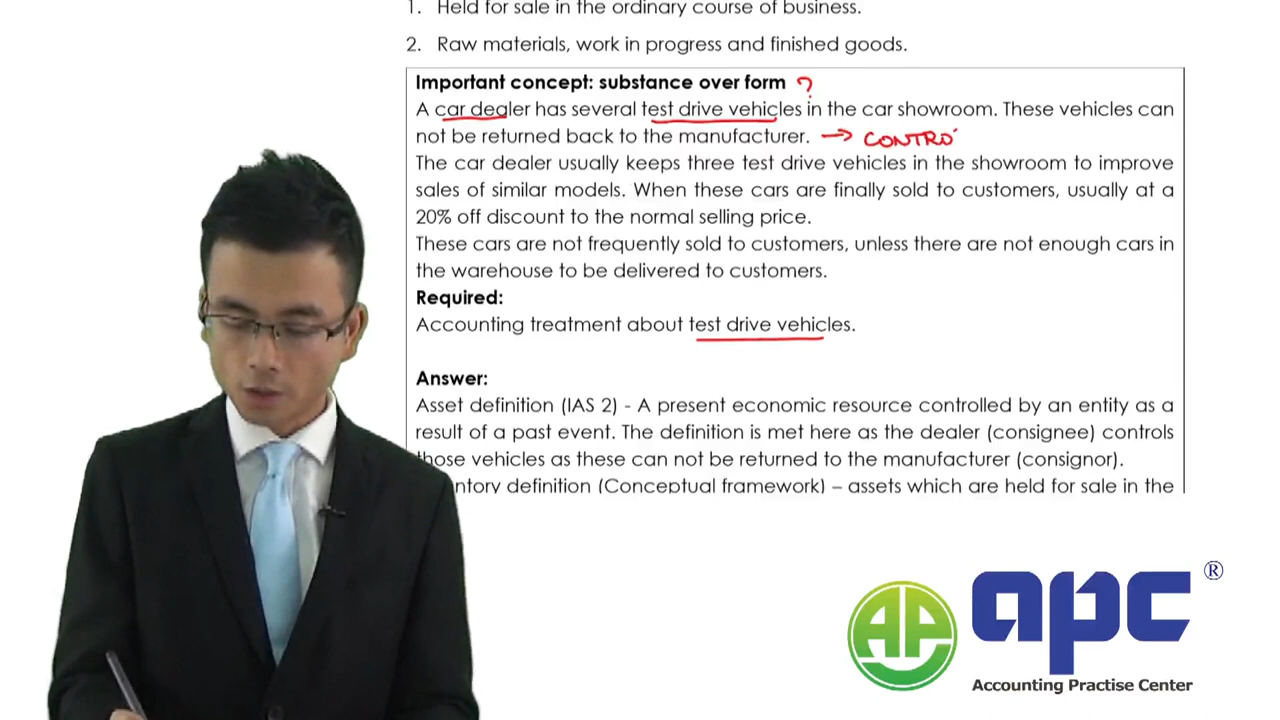 1. Held for sale in the ordinary course of business.
2. Raw materials, work in progress and finished goods.
Important concept: substance over form ?
A car dealer has several test drive vehicles in the car showroom. These vehicles can
not be returned back to the manufacturer. → CONTRO
The car dealer usually keeps three test drive vehicles in the showroom to improve
sales of similar models. When these cars are finally sold to customers, usually at a
20% off discount to the normal selling price.
These cars are not frequently sold to customers, unless there are not enough cars in
the warehouse to be delivered to customers.
Required:
Accounting treatment about test drive vehicles.
Answer:
Asset definition (IAS 2) - A present economic resource controlled by an entity as a
result of a past event. The definition is met here as the dealer (consignee) controls
those vehicles as these can not be returned to the manufacturer (consignor).
ntory definition (Conceptual framework) – assets which are held for sale in the
AP
apc®
Accounting Practise Center